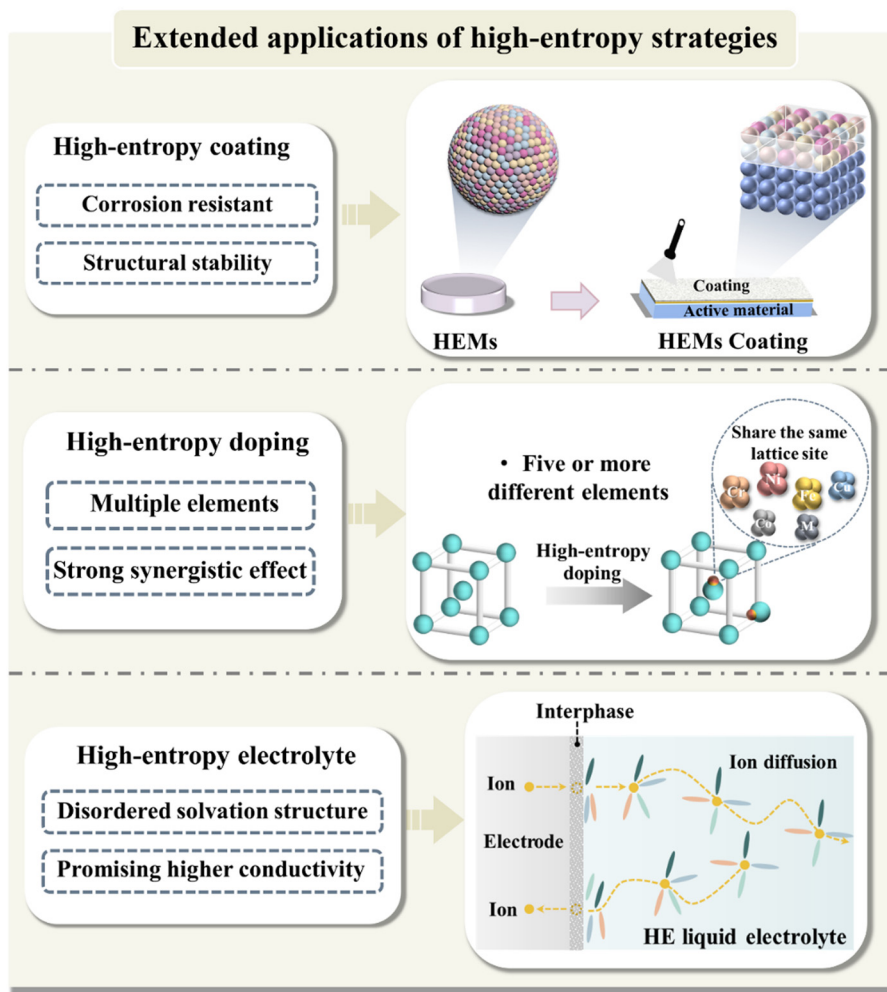 Extended applications of high-entropy strategies
High-entropy coating
Corrosion resistant
Structural stability
Coating
Active material
HEMs
HEMs Coating
High-entropy doping
Multiple elements
Strong synergistic effect
• Five or more
different elements
Share the same
lattice site
Cr
Ni
Fe
Cu
Co
M
High-entropy
doping
High-entropy electrolyte
Disordered solvation structure
Promising higher conductivity
Interphase
Ion
Ion diffusion
Electrode
Ion
HE liquid electrolyte